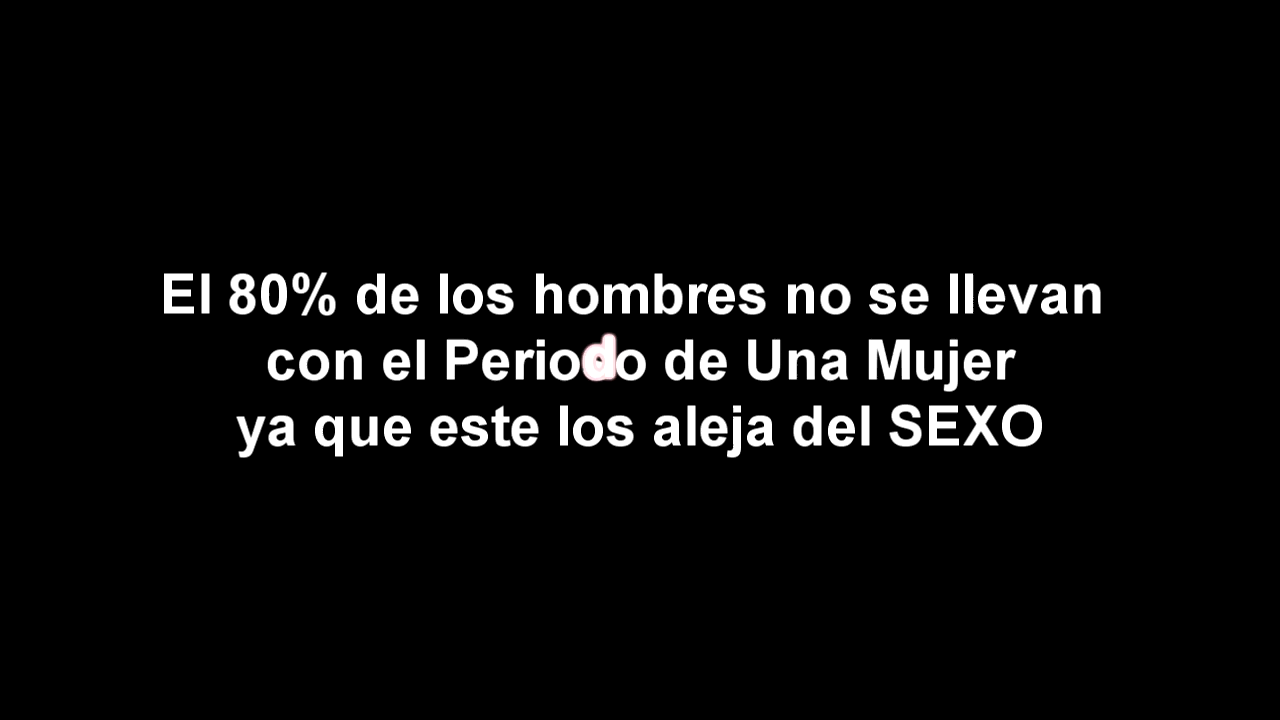 El 80% de los hombres no se llevan
con el Periodo de Una Mujer
ya que este los aleja del SEXO